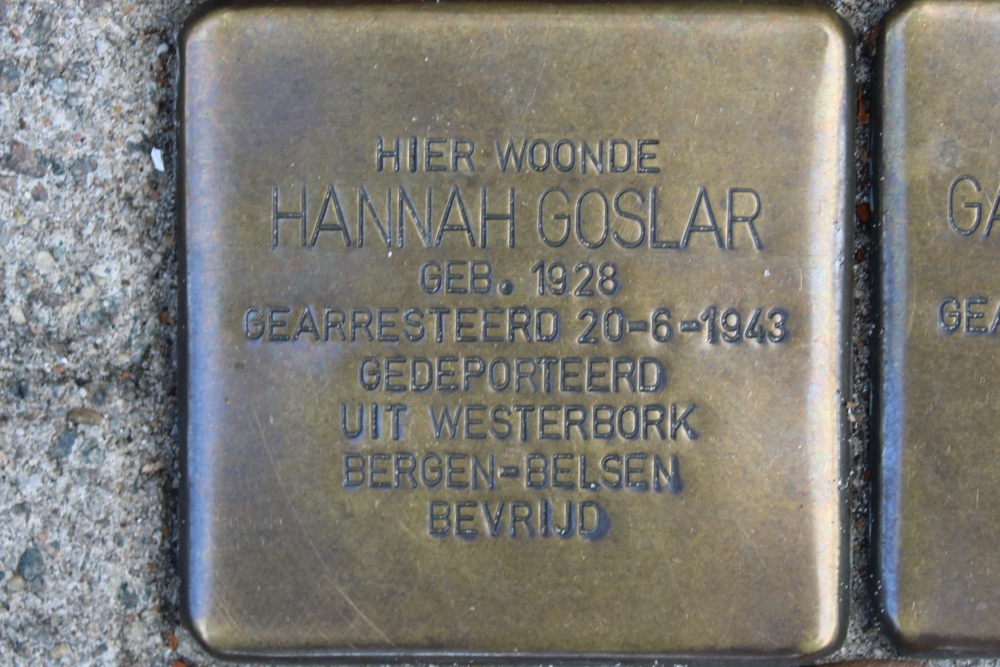 HIER WOONDE
HANNAH GOSLAR
GEB. 1928
GEARRESTEERD 20-6-1943
GEDEPORTEERD
UIT WESTERBORK
BERGEN-BELSEN
BEVRIJD